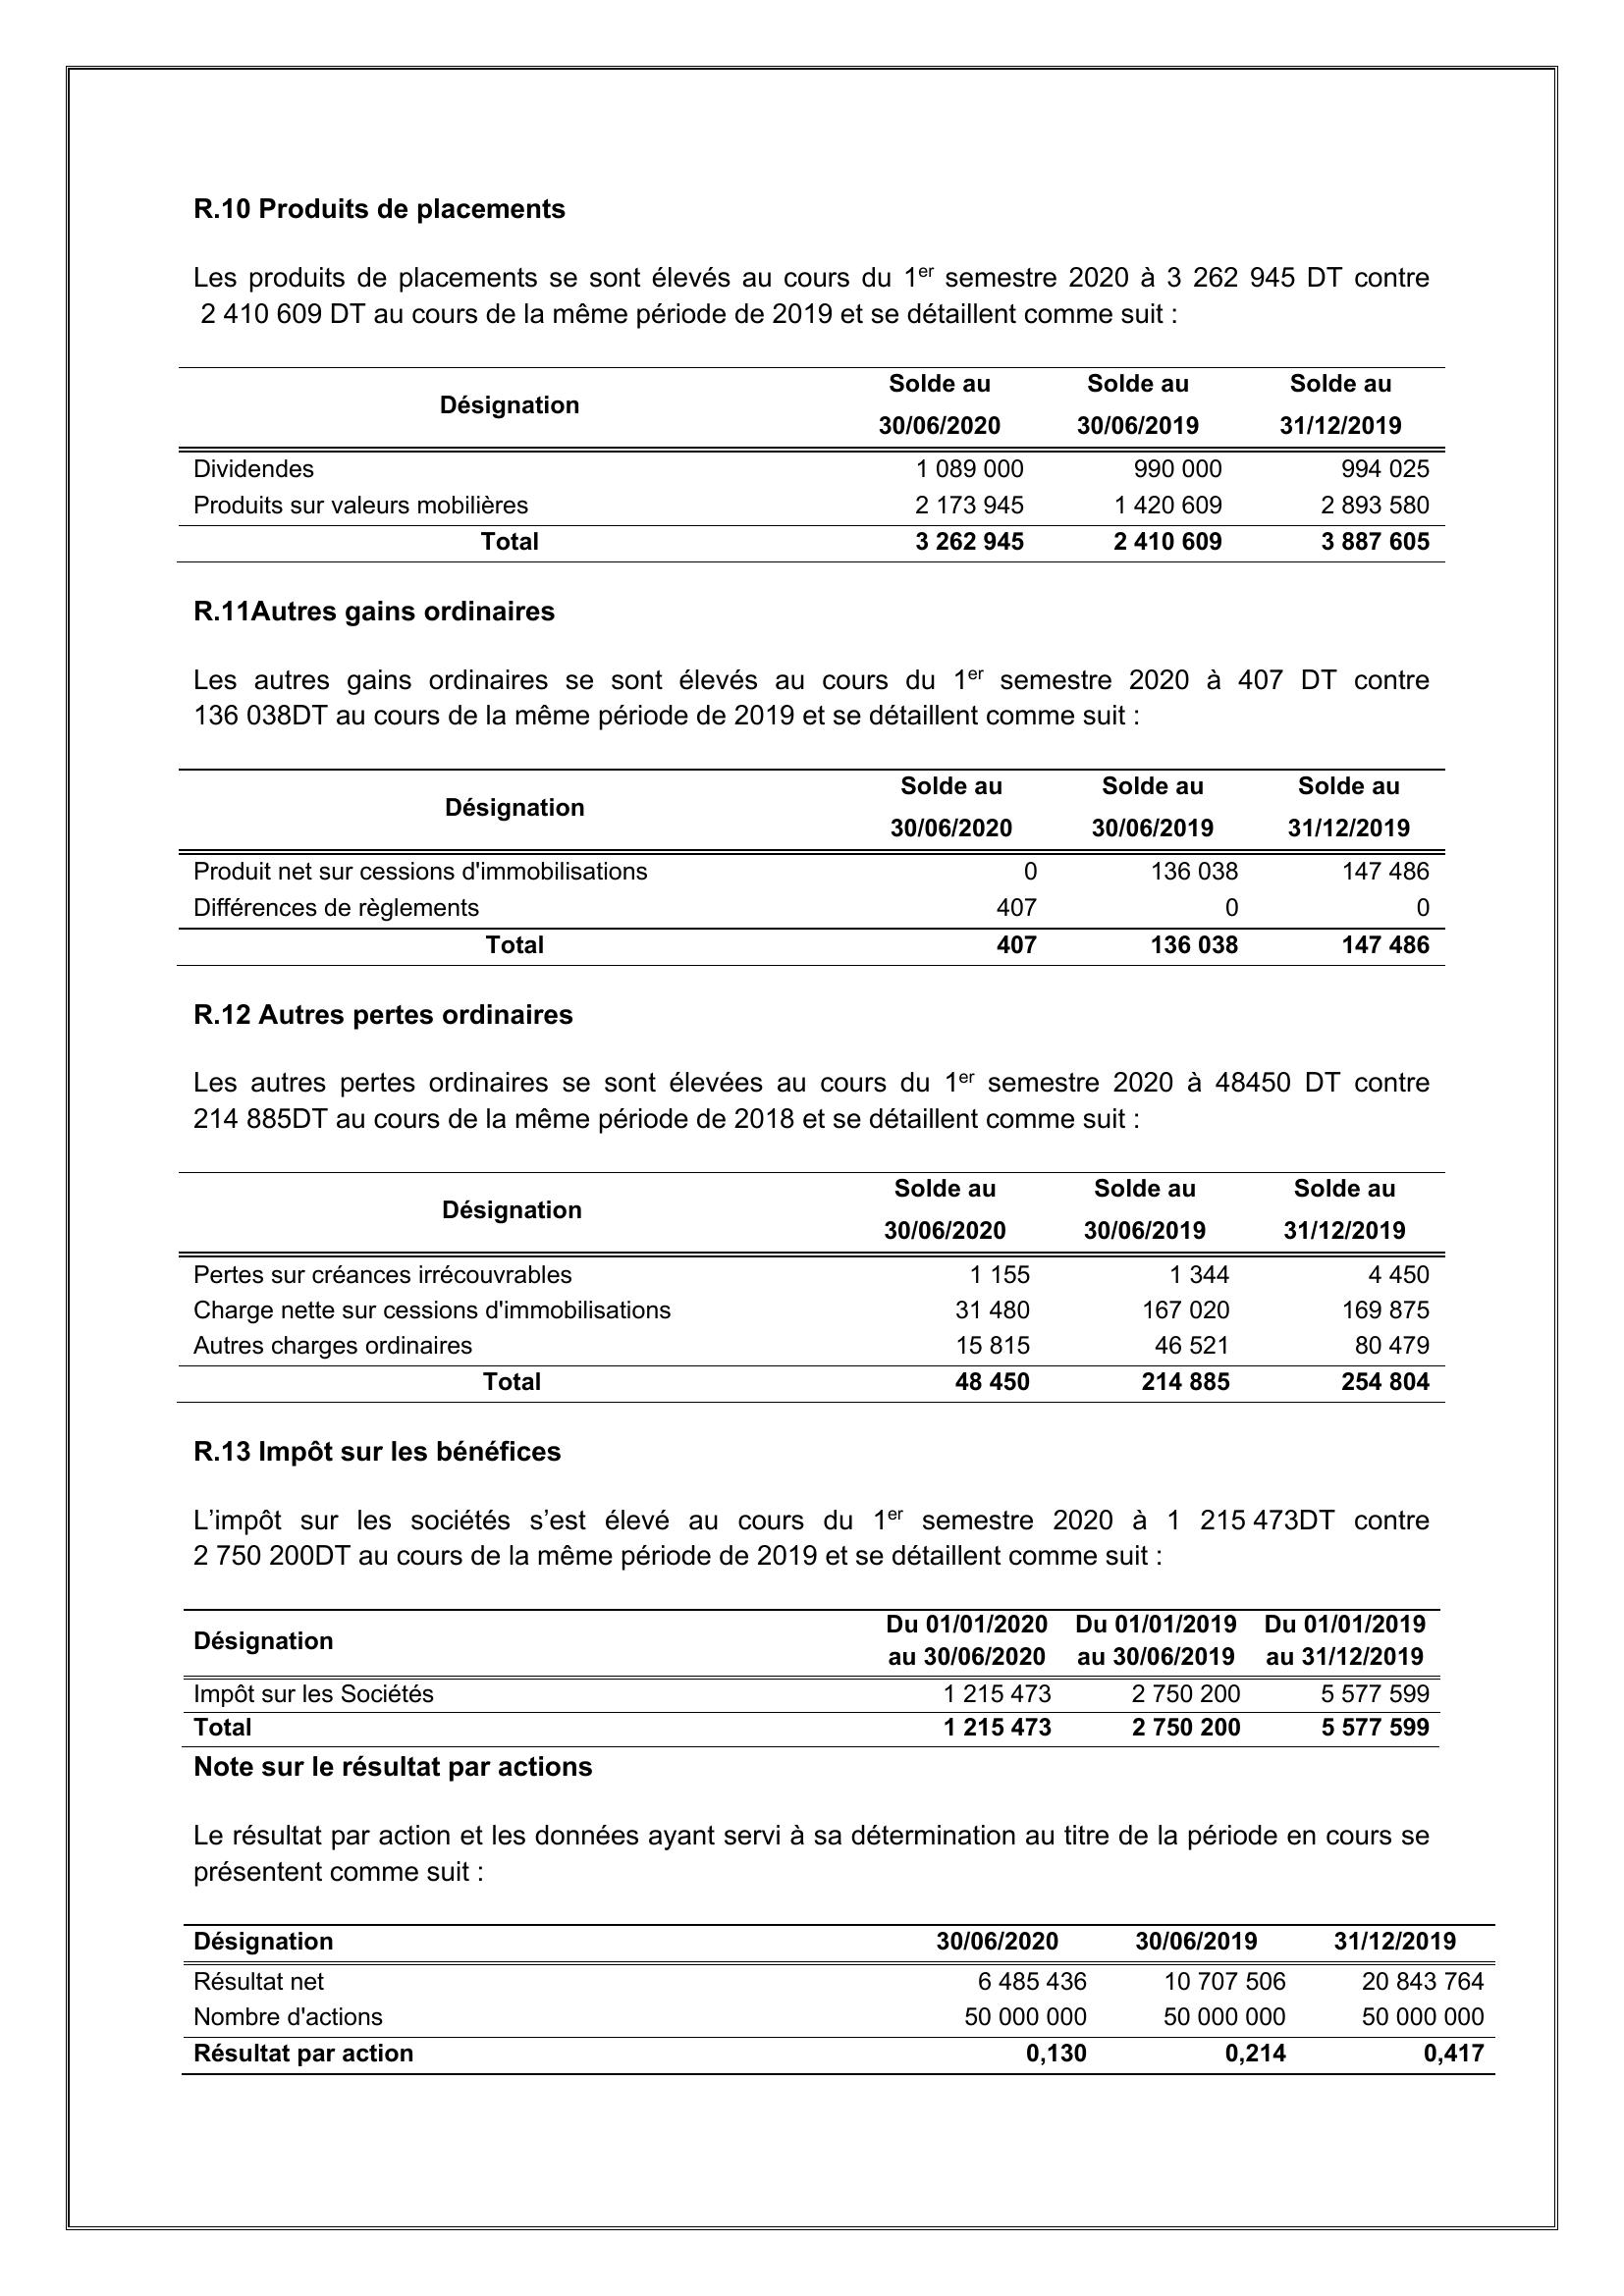 R.10 Produits de placements
Les produits de placements se sont élevés au cours du 1er semestre 2020 à 3 262 945 DT contre
2 410 609 DT au cours de la même période de 2019 et se détaillent comme suit :
Désignation Solde au Solde au Solde au
30/06/2020 30/06/2019 31/12/2019
Dividendes 1 089 000 990 000 994 025
Produits sur valeurs mobilières 2 173 945 1 420 609 2 893 580
Total 3 262 945 2 410 609 3 887 605
R.11Autres gains ordinaires
Les autres gains ordinaires se sont élevés au cours du 1er semestre 2020 à 407 DT contre
136 038DT au cours de la même période de 2019 et se détaillent comme suit :
Désignation Solde au Solde au Solde au
30/06/2020 30/06/2019 31/12/2019
Produit net sur cessions d'immobilisations 0 136 038 147 486
Différences de règlements 407 0 0
Total 407 136 038 147 486
R.12 Autres pertes ordinaires
Les autres pertes ordinaires se sont élevées au cours du 1er semestre 2020 à 48450 DT contre
214 885DT au cours de la même période de 2018 et se détaillent comme suit :
Désignation Solde au Solde au Solde au
30/06/2020 30/06/2019 31/12/2019
Pertes sur créances irrécouvrables 1 155 1 344 4 450
Charge nette sur cessions d'immobilisations 31 480 167 020 169 875
Autres charges ordinaires 15 815 46 521 80 479
Total 48 450 214 885 254 804
R.13 Impôt sur les bénéfices
L’impôt sur les sociétés s’est élevé au cours du 1er semestre 2020 à 1 215 473DT contre
2 750 200DT au cours de la même période de 2019 et se détaillent comme suit :
Désignation Du 01/01/2020 Du 01/01/2019 Du 01/01/2019
au 30/06/2020 au 30/06/2019 au 31/12/2019
Impôt sur les Sociétés 1 215 473 2 750 200 5 577 599
Total 1 215 473 2 750 200 5 577 599
Note sur le résultat par actions
Le résultat par action et les données ayant servi à sa détermination au titre de la période en cours se
présentent comme suit :
Désignation 30/06/2020 30/06/2019 31/12/2019
Résultat net 6 485 436 10 707 506 20 843 764
Nombre d'actions 50 000 000 50 000 000 50 000 000
Résultat par action 0,130 0,214 0,417